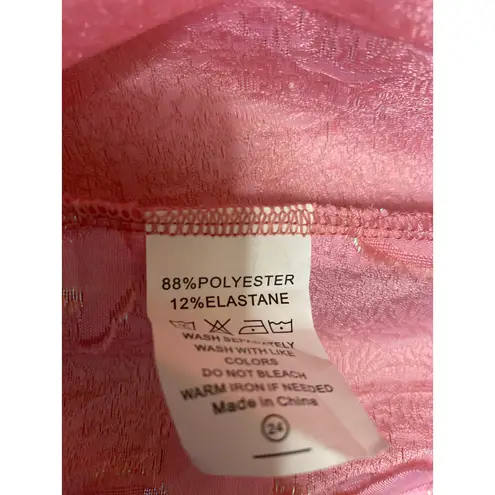 88%POLYESTER
12%ELASTANE
WASH SEPARATELY
WASH WITH LIKE
COLORS
DO NOT BLEACH
WARM IRON IF NEEDED
Made in China
24